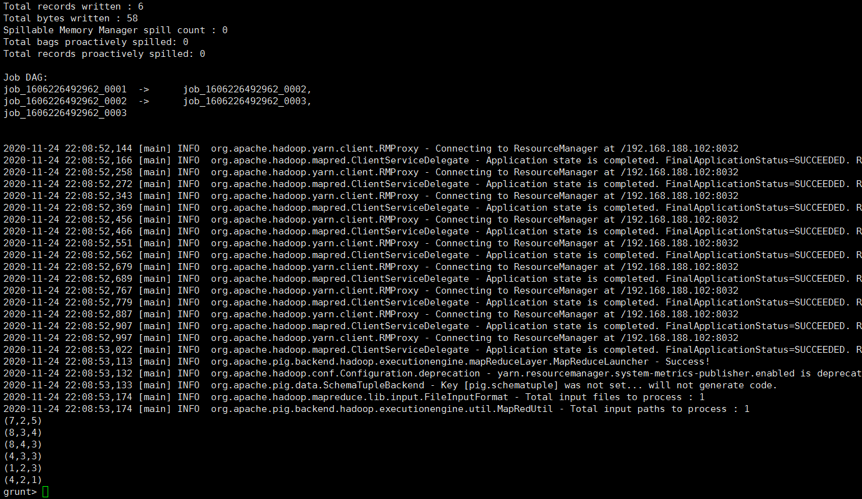 Total records written : 6
Total bytes written : 58
Spillable Memory Manager spill count : 0
Total bags proactively spilled: 0
Total records proactively spilled: 0
Job DAG:
job_1606226492962_0001  ->      job_1606226492962_0002,
job_1606226492962_0002  ->      job_1606226492962_0003,
job_1606226492962_0003
2020-11-24 22:08:52,144 [main] INFO  org.apache.hadoop.yarn.client.RMProxy - Connecting to ResourceManager at /192.168.188.102:8032
2020-11-24 22:08:52,166 [main] INFO  org.apache.hadoop.mapred.ClientServiceDelegate - Application state is completed. FinalApplicationStatus=SUCCEEDED. R
2020-11-24 22:08:52,258 [main] INFO  org.apache.hadoop.yarn.client.RMProxy - Connecting to ResourceManager at /192.168.188.102:8032
2020-11-24 22:08:52,272 [main] INFO  org.apache.hadoop.mapred.ClientServiceDelegate - Application state is completed. FinalApplicationStatus=SUCCEEDED. R
2020-11-24 22:08:52,343 [main] INFO  org.apache.hadoop.yarn.client.RMProxy - Connecting to ResourceManager at /192.168.188.102:8032
2020-11-24 22:08:52,369 [main] INFO  org.apache.hadoop.mapred.ClientServiceDelegate - Application state is completed. FinalApplicationStatus=SUCCEEDED. R
2020-11-24 22:08:52,456 [main] INFO  org.apache.hadoop.yarn.client.RMProxy - Connecting to ResourceManager at /192.168.188.102:8032
2020-11-24 22:08:52,466 [main] INFO  org.apache.hadoop.mapred.ClientServiceDelegate - Application state is completed. FinalApplicationStatus=SUCCEEDED. R
2020-11-24 22:08:52,551 [main] INFO  org.apache.hadoop.yarn.client.RMProxy - Connecting to ResourceManager at /192.168.188.102:8032
2020-11-24 22:08:52,562 [main] INFO  org.apache.hadoop.mapred.ClientServiceDelegate - Application state is completed. FinalApplicationStatus=SUCCEEDED. R
2020-11-24 22:08:52,679 [main] INFO  org.apache.hadoop.yarn.client.RMProxy - Connecting to ResourceManager at /192.168.188.102:8032
2020-11-24 22:08:52,689 [main] INFO  org.apache.hadoop.mapred.ClientServiceDelegate - Application state is completed. FinalApplicationStatus=SUCCEEDED. R
2020-11-24 22:08:52,767 [main] INFO  org.apache.hadoop.yarn.client.RMProxy - Connecting to ResourceManager at /192.168.188.102:8032
2020-11-24 22:08:52,779 [main] INFO  org.apache.hadoop.mapred.ClientServiceDelegate - Application state is completed. FinalApplicationStatus=SUCCEEDED. R
2020-11-24 22:08:52,887 [main] INFO  org.apache.hadoop.yarn.client.RMProxy - Connecting to ResourceManager at /192.168.188.102:8032
2020-11-24 22:08:52,907 [main] INFO  org.apache.hadoop.mapred.ClientServiceDelegate - Application state is completed. FinalApplicationStatus=SUCCEEDED. R
2020-11-24 22:08:52,997 [main] INFO  org.apache.hadoop.yarn.client.RMProxy - Connecting to ResourceManager at /192.168.188.102:8032
2020-11-24 22:08:53,022 [main] INFO  org.apache.hadoop.mapred.ClientServiceDelegate - Application state is completed. FinalApplicationStatus=SUCCEEDED. R
2020-11-24 22:08:53,113 [main] INFO  org.apache.pig.backend.hadoop.executionengine.mapReduceLayer.MapReduceLauncher - Success!
2020-11-24 22:08:53,132 [main] INFO  org.apache.hadoop.conf.Configuration.deprecation - yarn.resourcemanager.system-metrics-publisher.enabled is deprecat
2020-11-24 22:08:53,133 [main] INFO  org.apache.pig.data.SchemaTupleBackend - Key [pig.schematuple] was not set... will not generate code.
2020-11-24 22:08:53,174 [main] INFO  org.apache.hadoop.mapreduce.lib.input.FileInputFormat - Total input files to process : 1
2020-11-24 22:08:53,174 [main] INFO  org.apache.pig.backend.hadoop.executionengine.util.MapRedUtil - Total input paths to process : 1
(7,2,5)
(8,3,4)
(8,4,3)
(4,3,3)
(1,2,3)
(4,2,1)
grunt>